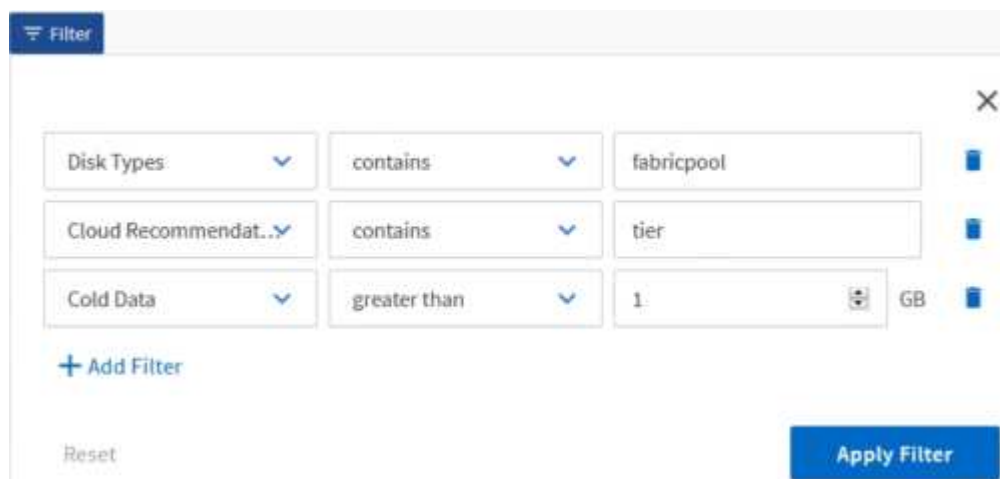 Filter
Disk Types contains fabricpool
Cloud Recommendat... contains tier
Cold Data greater than 1 GB
+ Add Filter
Reset Apply Filter